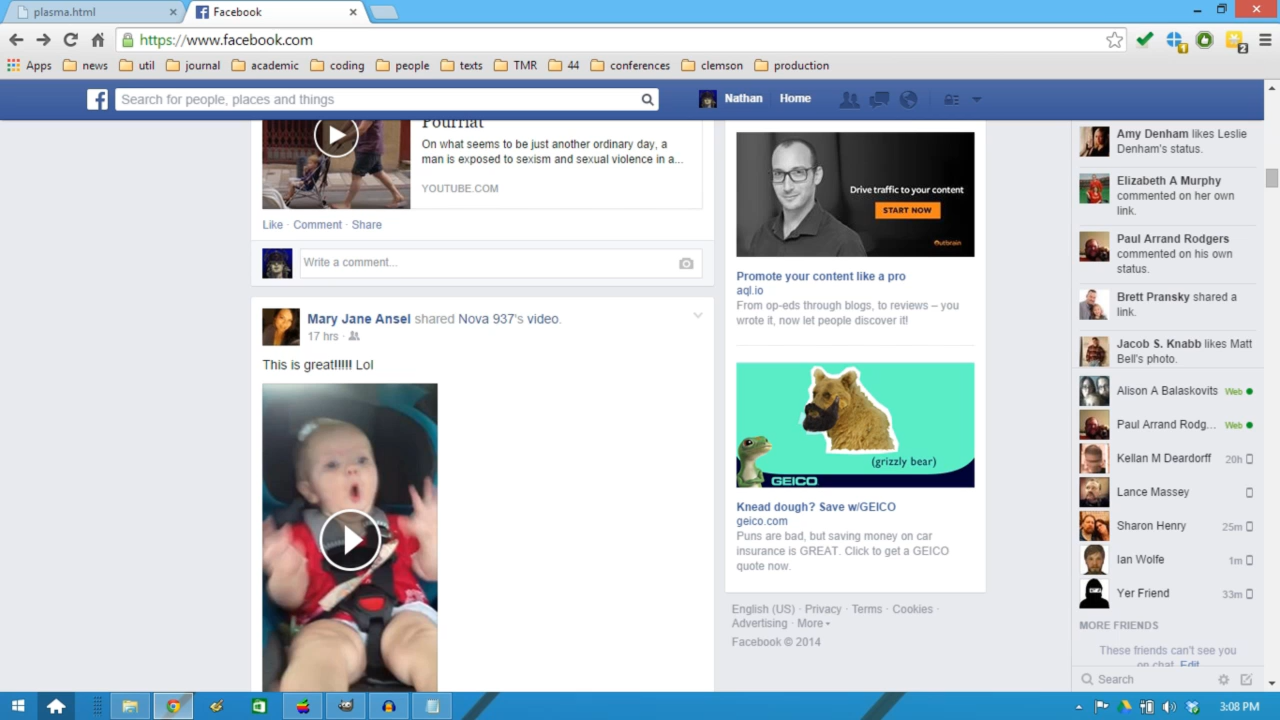 plasma.html
Facebook
https://www.facebook.com
Apps news util journal academic coding people texts TMR 44 conferences clemson production
1
2
Search for people, places and things
Nathan Home
On what seems to be just another ordinary day, a
man is exposed to sexism and sexual violence in a...
YOUTUBE.COM
Like · Comment · Share
Write a comment...
Mary Jane Ansel shared Nova 937's video.
17 hrs ·
This is great!!!!! Lol
Drive traffic to your content
START NOW
Outbrain
Promote your content like a pro
aql.io
From op-eds through blogs, to reviews – you
wrote it, now let people discover it!
(grizzly bear)
GEICO
Knead dough? Save w/GEICO
geico.com
Puns are bad, but saving money on car
insurance is GREAT. Click to get a GEICO
quote now.
English (US) · Privacy · Terms · Cookies ·
Advertising · More
Facebook © 2014
Amy Denham likes Leslie
Denham's status.
Elizabeth A Murphy
commented on her own
link.
Paul Arrand Rodgers
commented on his own
status.
Brett Pransky shared a
link.
Jacob S. Knabb likes Matt
Bell's photo.
Alison A Balaskovits Web
Paul Arrand Rodg... Web
Kellan M Deardorff 20h
Lance Massey
Sharon Henry 25m
Ian Wolfe 1m
Yer Friend 33m
MORE FRIENDS
These friends can't see you
on chat. Edit
Search
3:08 PM